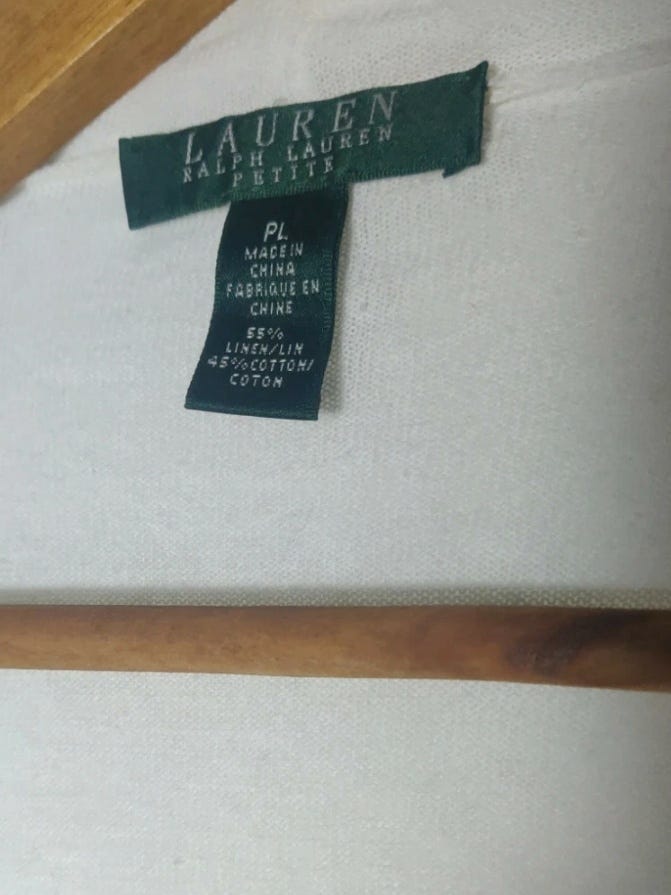 LAUREN
RALPH LAUREN
PETITE
PL
MADE IN
CHINA
FABRIQUE EN
CHINE
55%
LINEN/LIN
45%COTTON/
COTON